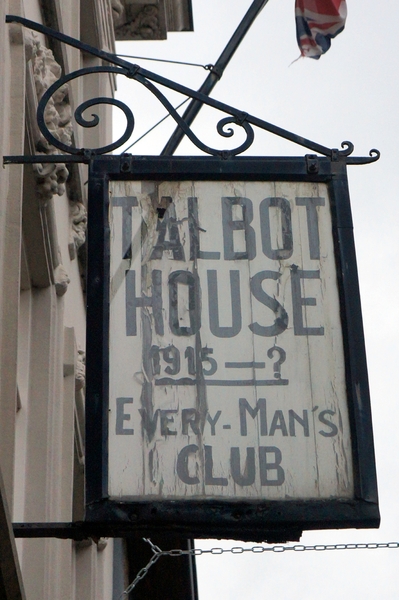 TALBOT
HOUSE
1915—?
EVERY-MAN'S
CLUB